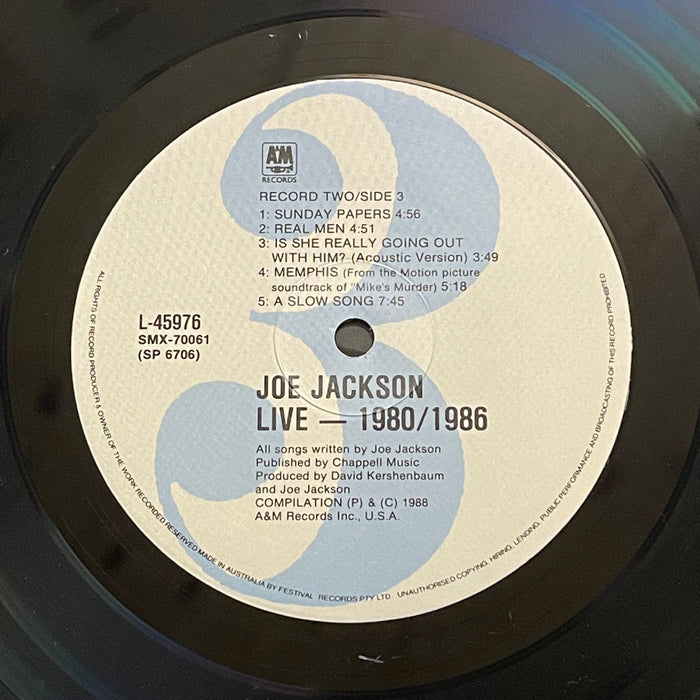 A&M
RECORDS
RECORD TWO/SIDE 3
1: SUNDAY PAPERS 4:56
2: REAL MEN 4:51
3: IS SHE REALLY GOING OUT
WITH HIM? (Acoustic Version) 3:49
4: MEMPHIS (From the Motion picture
soundtrack of "Mike's Murder) 5:18
5: A SLOW SONG 7:45
L-45976
SMX-70061
(SP 6706)
JOE JACKSON
LIVE — 1980/1986
All songs written by Joe Jackson
Published by Chappell Music
Produced by David Kershenbaum
and Joe Jackson
COMPILATION (P) & (C) 1988
A&M Records Inc., U.S.A.
ALL RIGHTS OF RECORD PRODUCER & OWNER OF THE WORK RECORDED RESERVED MADE IN AUSTRALIA BY FESTIVAL RECORDS PTY LTD UNAUTHORISED COPYING, HIRING, LENDING, PUBLIC PERFORMANCE AND BROADCASTING OF THIS RECORD PROHIBITED
3